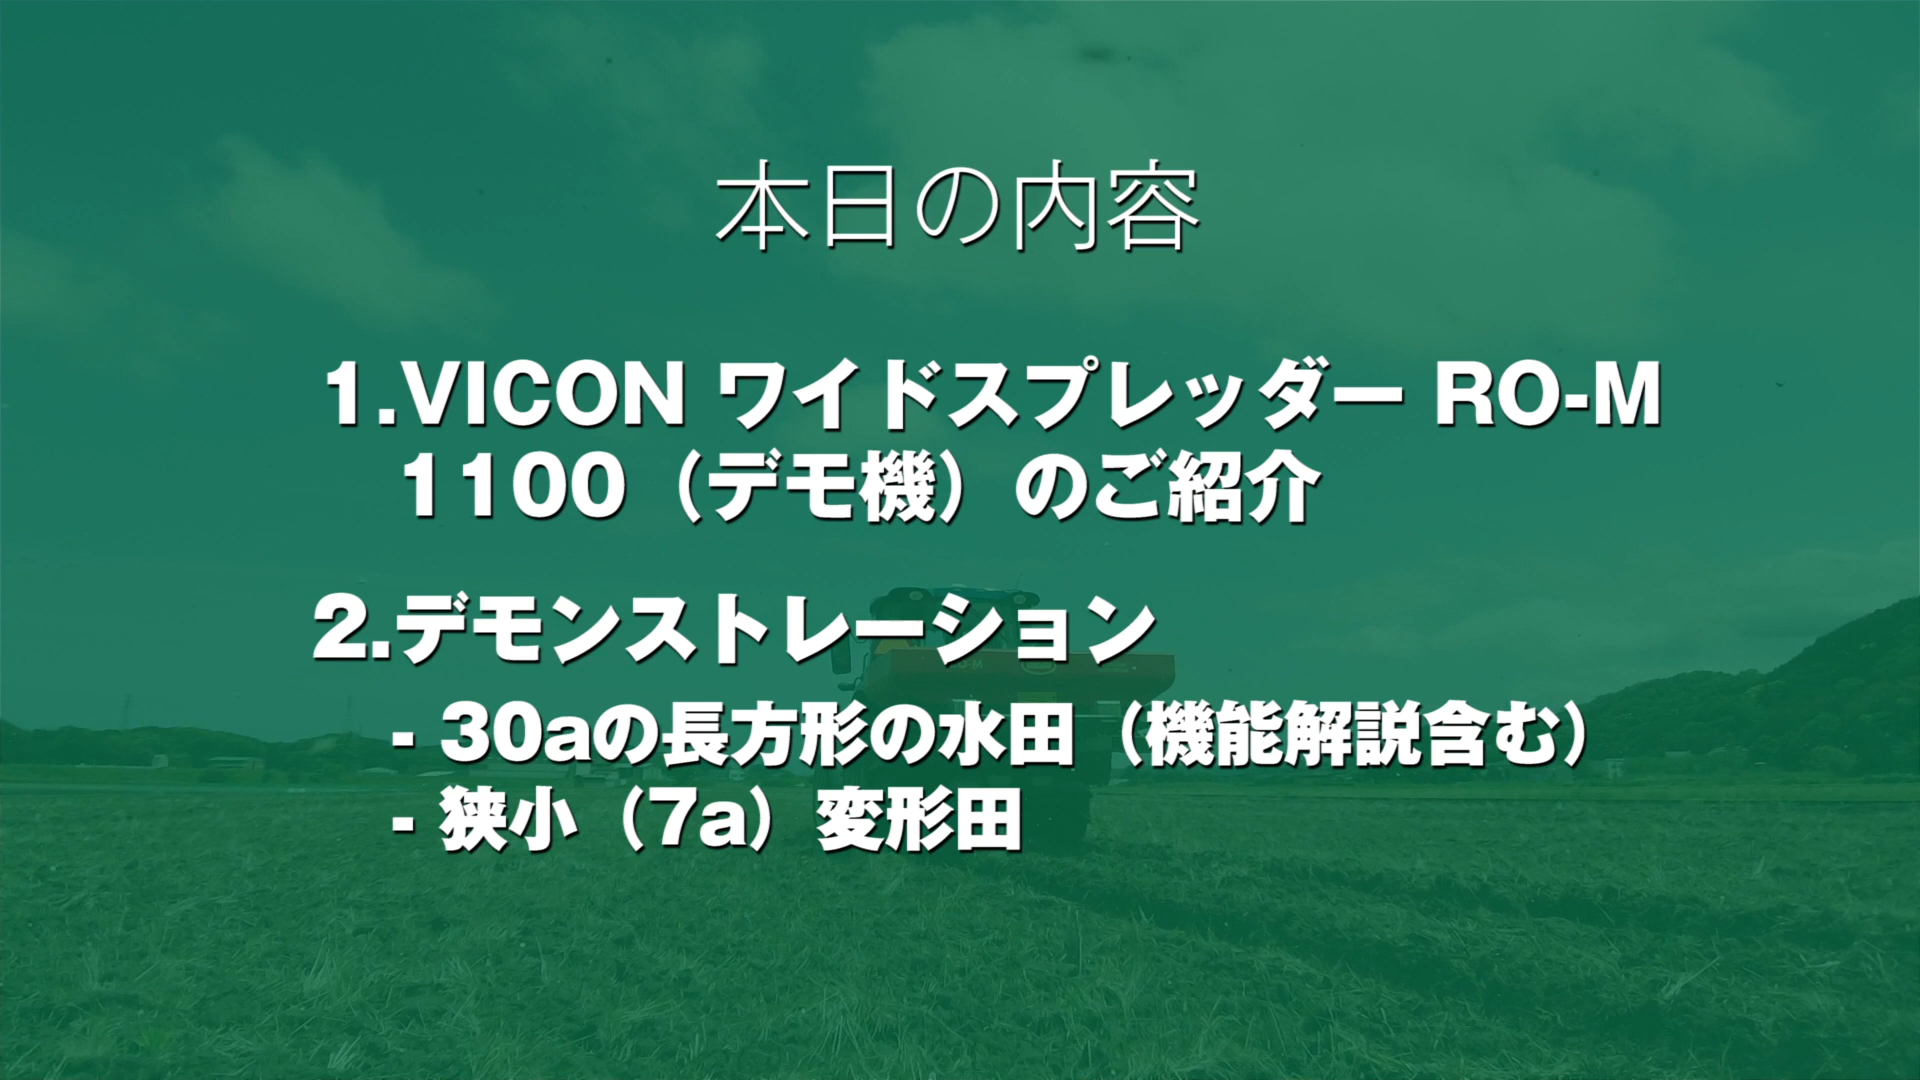 本日の内容
1.VICON ワイドスプレッダー RO-M
1100（デモ機）のご紹介
2.デモンストレーション
RO-M
- 30aの長方形の水田（機能解説含む）
- 狭小（7a）変形田